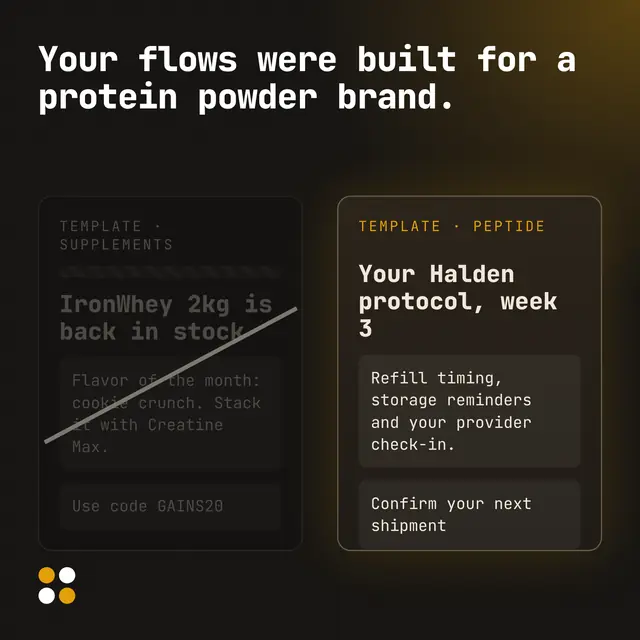 Your flows were built for a
protein powder brand.
TEMPLATE ·
SUPPLEMENTS
IronWhey 2kg is
back in stock
Flavor of the month:
cookie crunch. Stack
it with Creatine
Max.
Use code GAINS20
TEMPLATE · PEPTIDE
Your Halden
protocol, week
3
Refill timing,
storage reminders
and your provider
check-in.
Confirm your next
shipment